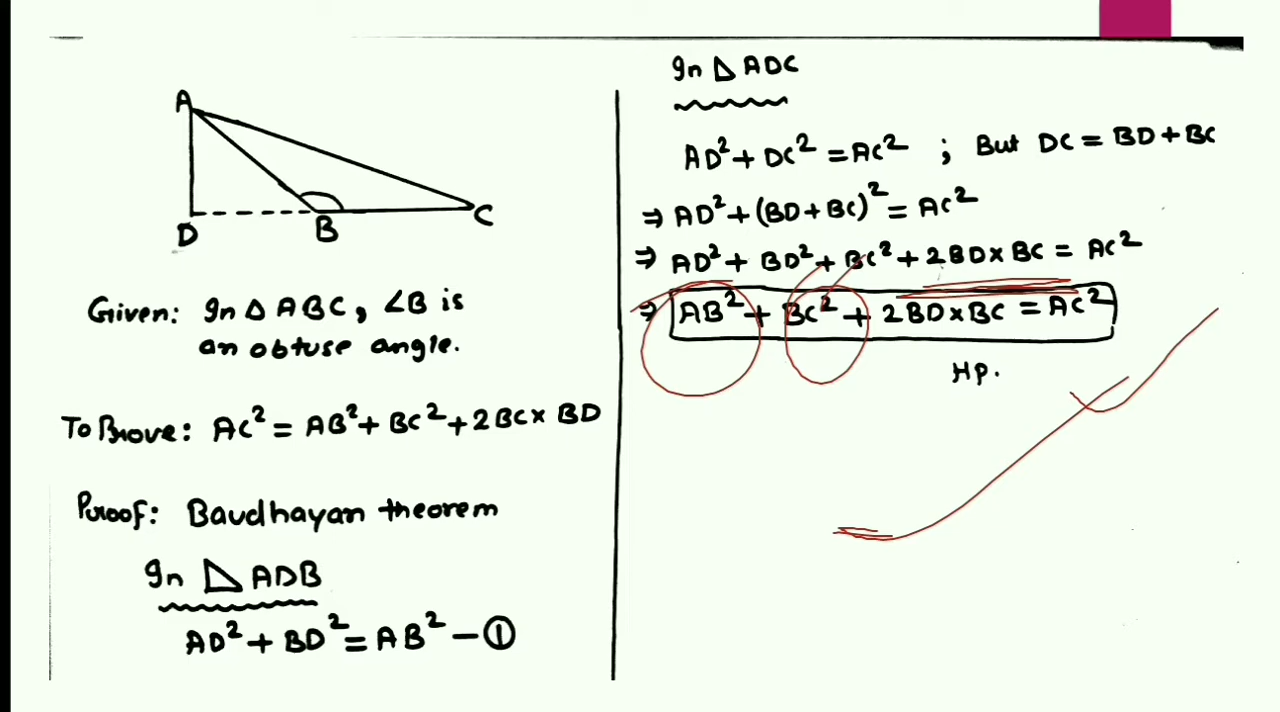 A
D
B
C
Given: In △ ABC, ∠B is
an obtuse angle.
To Prove: AC² = AB² + BC² + 2BC × BD
Proof: Baudhayan theorem
In △ADB
AD² + BD² = AB² — ①
In △ ADC
AD² + DC² = AC² ; But DC = BD + BC
⇒ AD² + (BD + BC)² = AC²
⇒ AD² + BD² + BC² + 2BD × BC = AC²
⇒ AB² + BC² + 2BD × BC = AC²
HP.